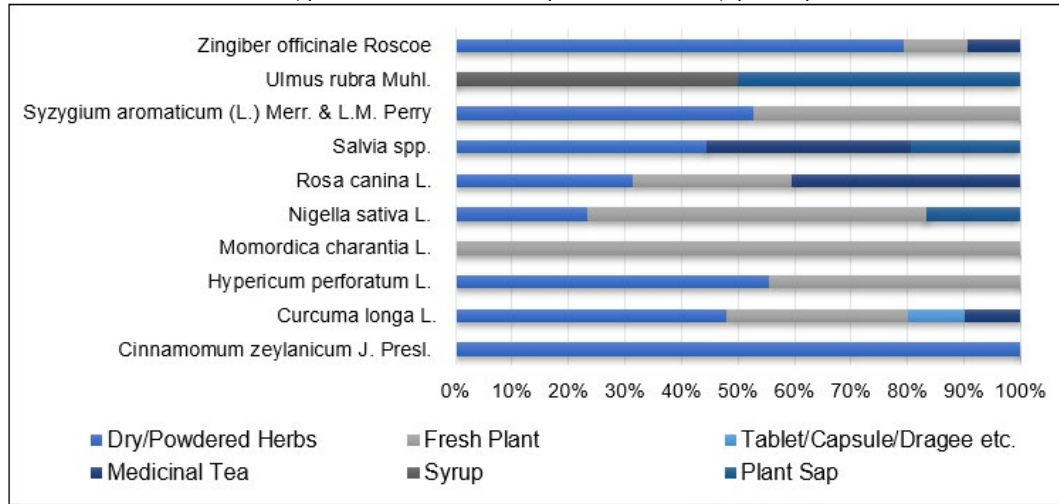 Zingiber officinale Roscoe
Ulmus rubra Muhl.
Syzygium aromaticum (L.) Merr. & L.M. Perry
Salvia spp.
Rosa canina L.
Nigella sativa L.
Momordica charantia L.
Hypericum perforatum L.
Curcuma longa L.
Cinnamomum zeylanicum J. Presl.
0% 10% 20% 30% 40% 50% 60% 70% 80% 90% 100%
Dry/Powdered Herbs Fresh Plant Tablet/Capsule/Dragee etc.
Medicinal Tea Syrup Plant Sap